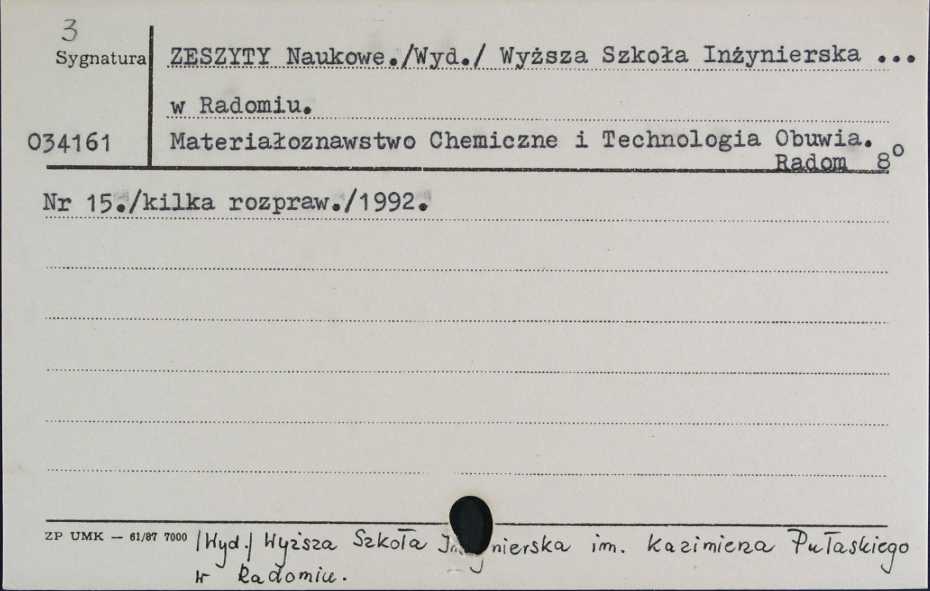 3
Sygnatura
ZESZYTY Naukowe./Wyd./ Wyższa Szkoła Inżynierska ...
w Radomiu.
034161
Materiałoznawstwo Chemiczne i Technologia Obuwia.
Radom 8°
Nr 15./kilka rozpraw./1992.
ZP UMK — 61/87 7000
/Wyd./ Wyższa Szkoła im. Kazimierza Pułaskiego
w Radomiu.